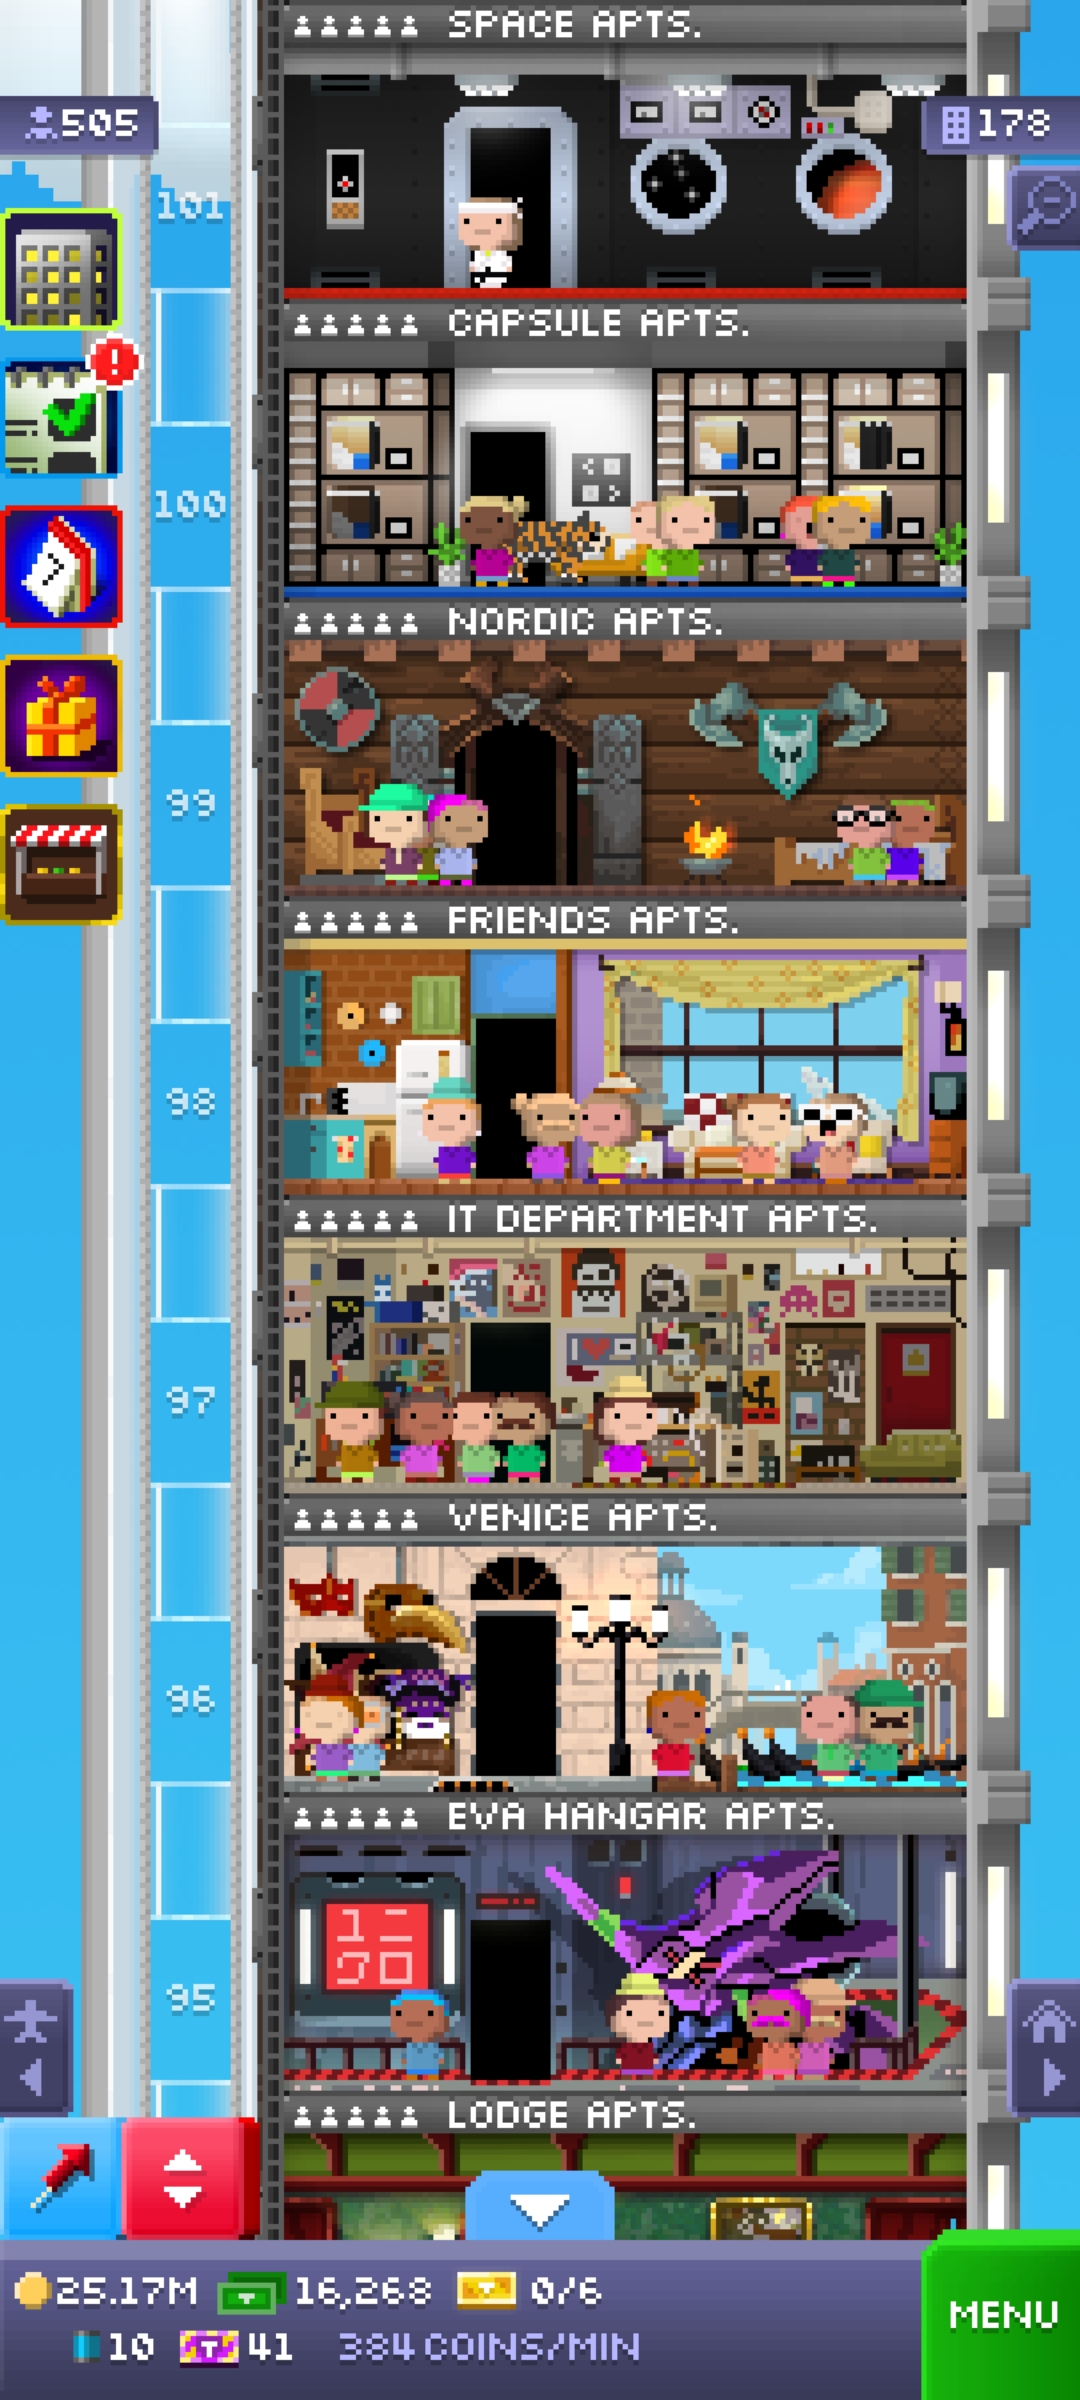 SPACE APTS.
505
178
101
CAPSULE APTS.
100
NORDIC APTS.
7
99
FRIENDS APTS.
98
IT DEPARTMENT APTS.
97
VENICE APTS.
96
EVA HANGAR APTS.
95
LODGE APTS.
25.17M 16,268 0/6
MENU
10 41 384 COINS/MIN